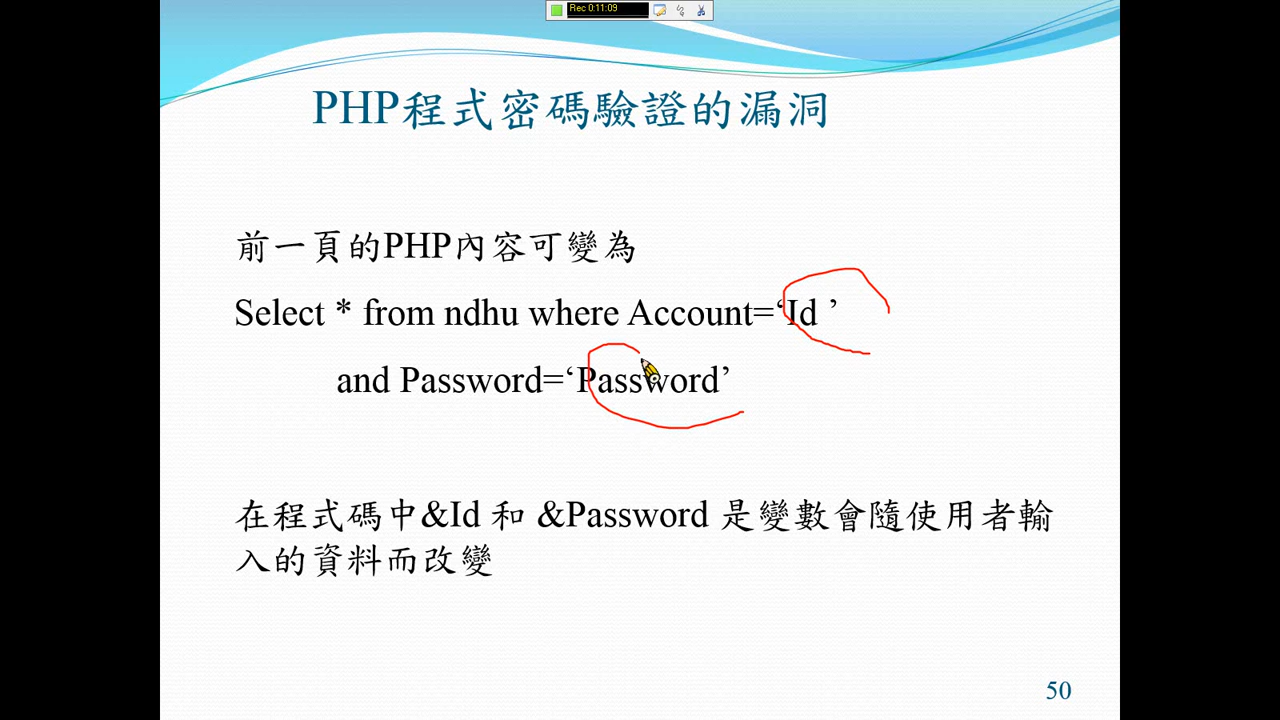 Rec 0:11:09
PHP程式密碼驗證的漏洞
前一頁的PHP內容可變為
Select * from ndhu where Account=‘Id ’
and Password=‘Password’
在程式碼中&Id 和 &Password 是變數會隨使用者輸
入的資料而改變
50